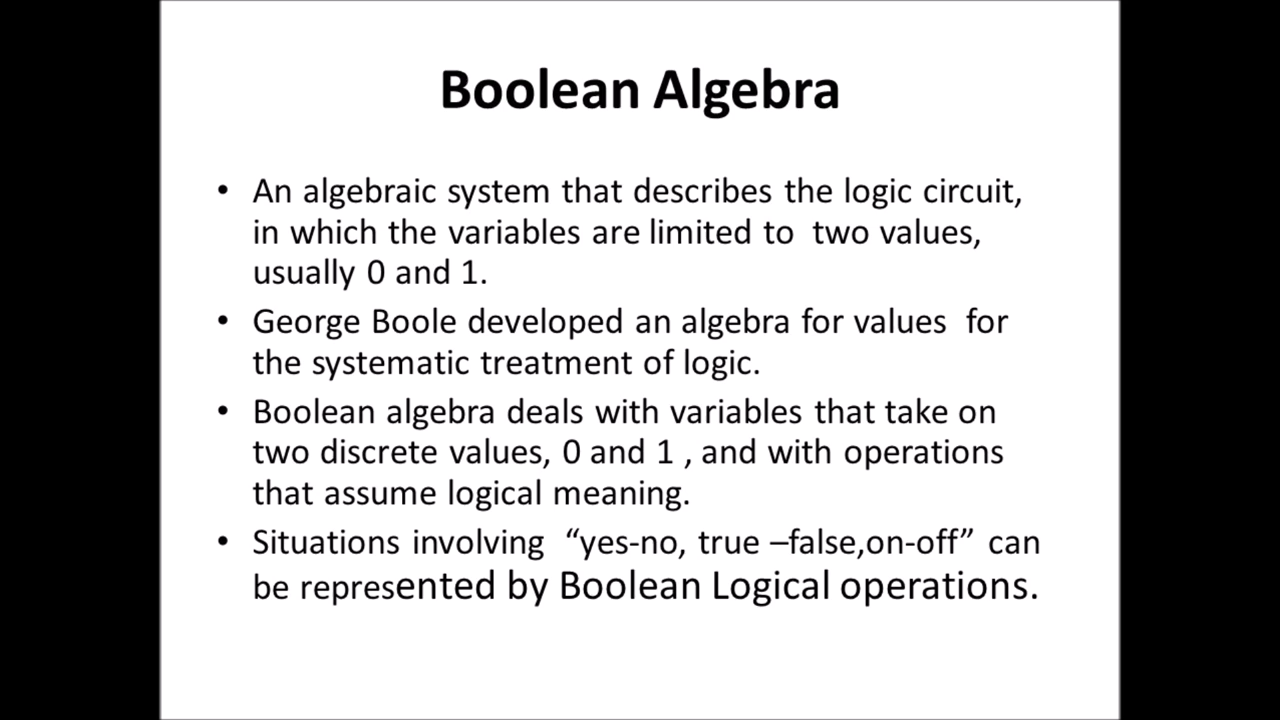 Boolean Algebra
• An algebraic system that describes the logic circuit,
in which the variables are limited to  two values,
usually 0 and 1.
• George Boole developed an algebra for values  for
the systematic treatment of logic.
• Boolean algebra deals with variables that take on
two discrete values, 0 and 1 , and with operations
that assume logical meaning.
• Situations involving  “yes-no, true –false,on-off”  can
be represented by Boolean Logical operations.